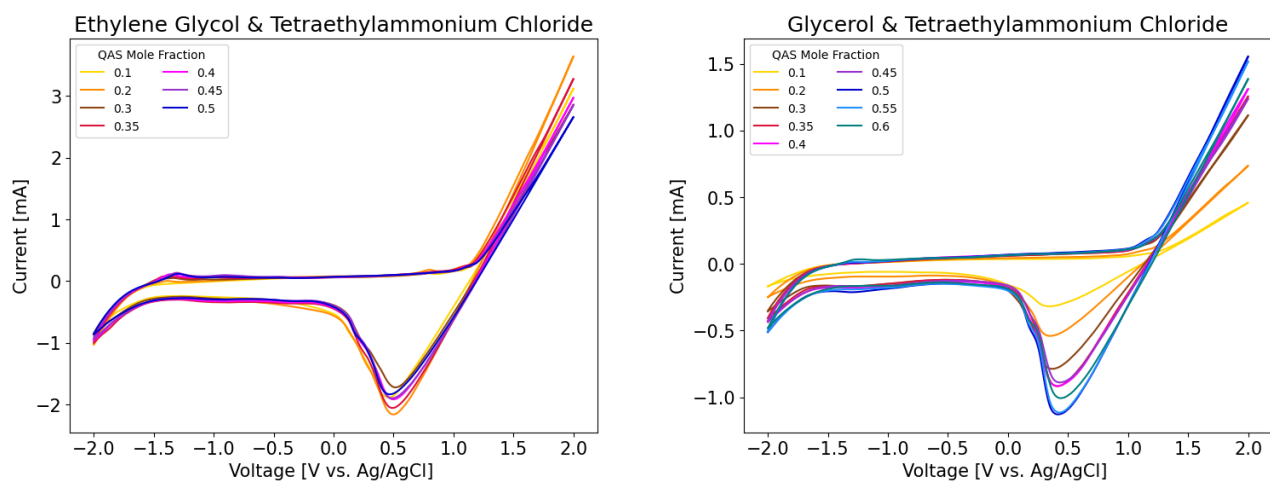 Ethylene Glycol & Tetraethylammonium Chloride
QAS Mole Fraction
0.1 0.4
0.2 0.45
0.3 0.5
0.35
3
2
1
0
−1
−2
Current [mA]
−2.0 −1.5 −1.0 −0.5 0.0 0.5 1.0 1.5 2.0
Voltage [V vs. Ag/AgCl]
Glycerol & Tetraethylammonium Chloride
QAS Mole Fraction
0.1 0.45
0.2 0.5
0.3 0.55
0.35 0.6
0.4
1.5
1.0
0.5
0.0
−0.5
−1.0
Current [mA]
−2.0 −1.5 −1.0 −0.5 0.0 0.5 1.0 1.5 2.0
Voltage [V vs. Ag/AgCl]